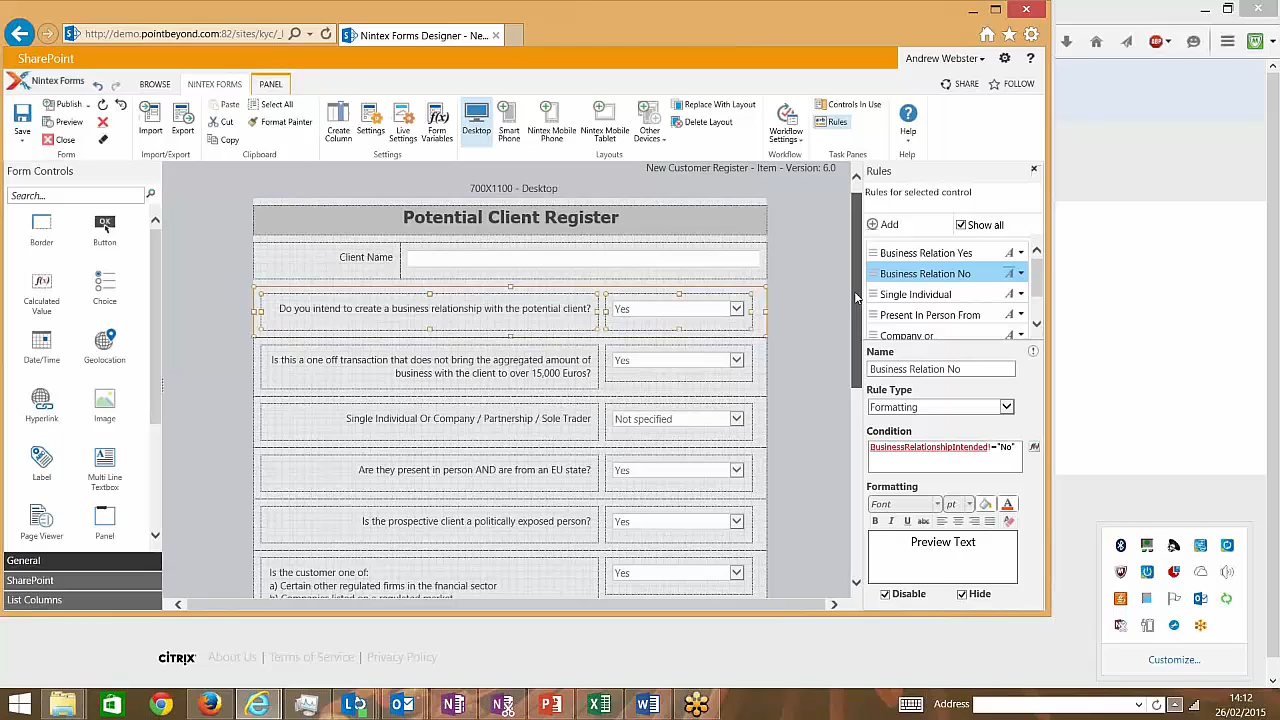 http://demo.pointbeyond.com:82/sites/kyc/_l
Nintex Forms Designer - Ne...
SharePoint
Andrew Webster
Nintex Forms
BROWSE
NINTEX FORMS
PANEL
SHARE
FOLLOW
Save
Publish
Preview
Close
Form
Import
Export
Import/Export
Paste
Cut
Copy
Select All
Format Painter
Clipboard
Create Column
Settings
Live Settings
Form Variables
Settings
Desktop
Smart Phone
Nintex Mobile Phone
Nintex Mobile Tablet
Other Devices
Replace With Layout
Delete Layout
Layouts
Workflow Settings
Workflow
Controls In Use
Rules
Task Panes
Help
Help
Form Controls
Search...
Border
Button
Calculated Value
Choice
Date/Time
Geolocation
Hyperlink
Image
Label
Multi Line Textbox
Page Viewer
Panel
General
SharePoint
List Columns
New Customer Register - Item - Version: 6.0
700X1100 - Desktop
Potential Client Register
Client Name
Do you intend to create a business relationship with the potential client?
Yes
Is this a one off transaction that does not bring the aggregated amount of
business with the client to over 15,000 Euros?
Yes
Single Individual Or Company / Partnership / Sole Trader
Not specified
Are they present in person AND are from an EU state?
Yes
Is the prospective client a politically exposed person?
Yes
Is the customer one of:
a) Certain other regulated firms in the financial sector
b) Companies listed on a regulated market
Yes
Rules
Rules for selected control
Add
Show all
Business Relation Yes
Business Relation No
Single Individual
Present In Person From
Company or
Name
Business Relation No
Rule Type
Formatting
Condition
BusinessRelationshipIntended!="No"
Formatting
Font
pt
B I U abc
Preview Text
Disable
Hide
CITRIX
About Us | Terms of Service | Privacy Policy
Customize...
Address
14:12
26/02/2015